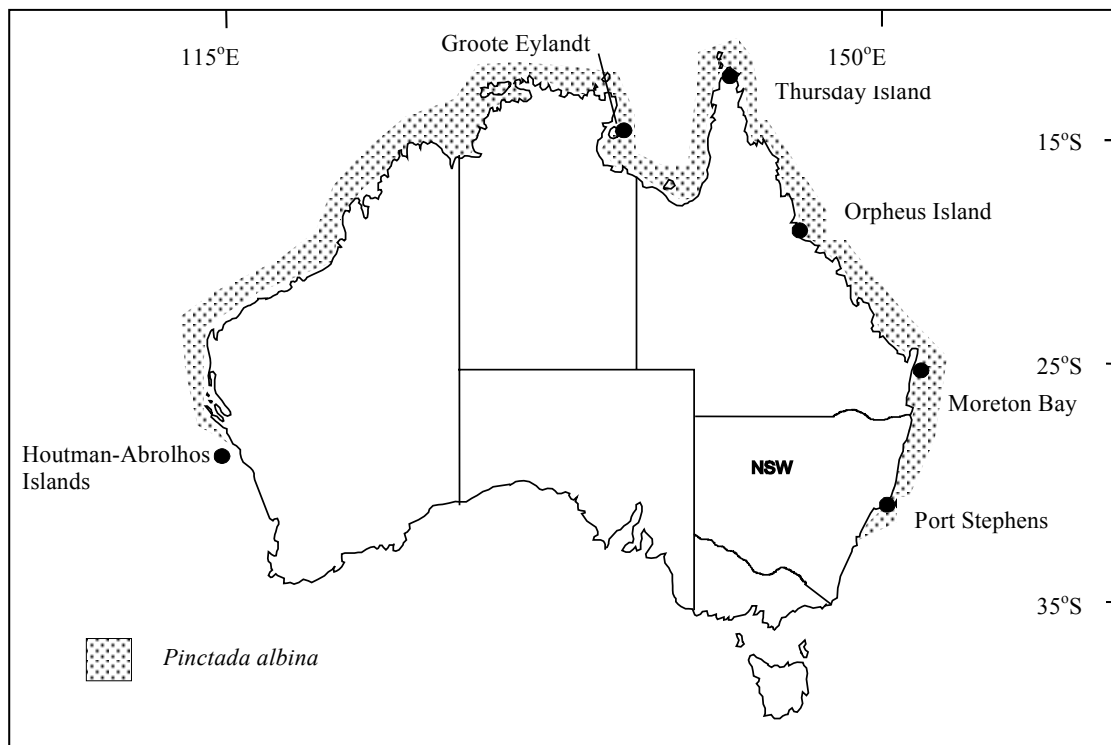 Groote Eylandt
115°E
150°E
Thursday Island
15°S
Orpheus Island
25°S
Moreton Bay
Houtman-Abrolhos
Islands
NSW
Port Stephens
35°S
Pinctada albina